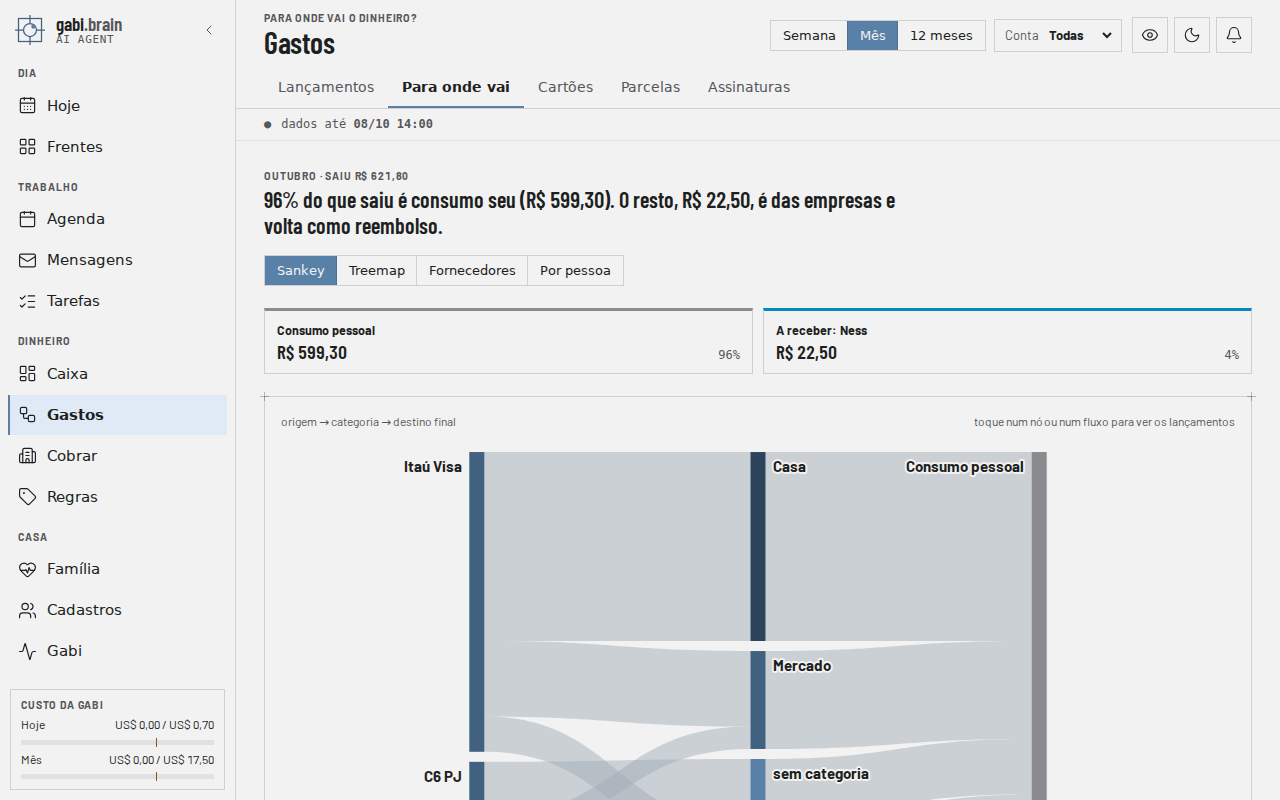 gabi.brain
AI AGENT
DIA
Hoje
Frentes
TRABALHO
Agenda
Mensagens
Tarefas
DINHEIRO
Caixa
Gastos
Cobrar
Regras
CASA
Família
Cadastros
Gabi
CUSTO DA GABI
Hoje US$ 0,00 / US$ 0,70
Mês US$ 0,00 / US$ 17,50
PARA ONDE VAI O DINHEIRO?
Gastos
Semana Mês 12 meses Conta Todas
Lançamentos Para onde vai Cartões Parcelas Assinaturas
● dados até 08/10 14:00
OUTUBRO · SAIU R$ 621,80
96% do que saiu é consumo seu (R$ 599,30). O resto, R$ 22,50, é das empresas e
volta como reembolso.
Sankey Treemap Fornecedores Por pessoa
Consumo pessoal
R$ 599,30 96%
A receber: Ness
R$ 22,50 4%
origem → categoria → destino final toque num nó ou num fluxo para ver os lançamentos
Itaú Visa Casa Consumo pessoal
Mercado
C6 PJ sem categoria